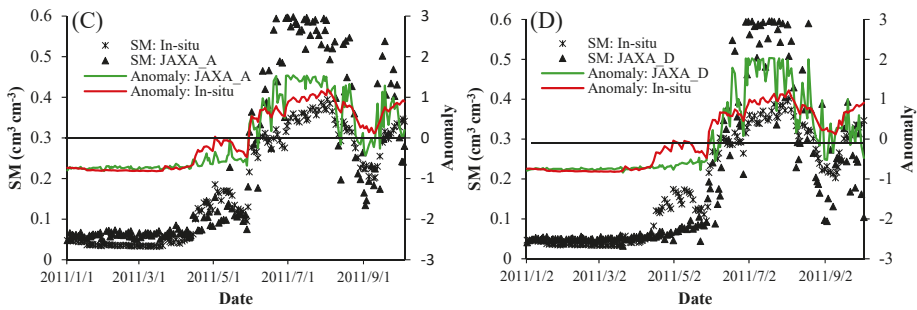 (C)
SM: In-situ
SM: JAXA_A
Anomaly: JAXA_A
Anomaly: In-situ
SM (cm³ cm⁻³)
0.6
0.5
0.4
0.3
0.2
0.1
0
3
2
1
0
-1
-2
-3
Anomaly
2011/1/1 2011/3/1 2011/5/1 2011/7/1 2011/9/1
Date
(D)
SM: In-situ
SM: JAXA_D
Anomaly: JAXA_D
Anomaly: In-situ
SM (cm³ cm⁻³)
0.6
0.5
0.4
0.3
0.2
0.1
0
3
2
1
0
-1
-2
-3
Anomaly
2011/1/2 2011/3/2 2011/5/2 2011/7/2 2011/9/2
Date